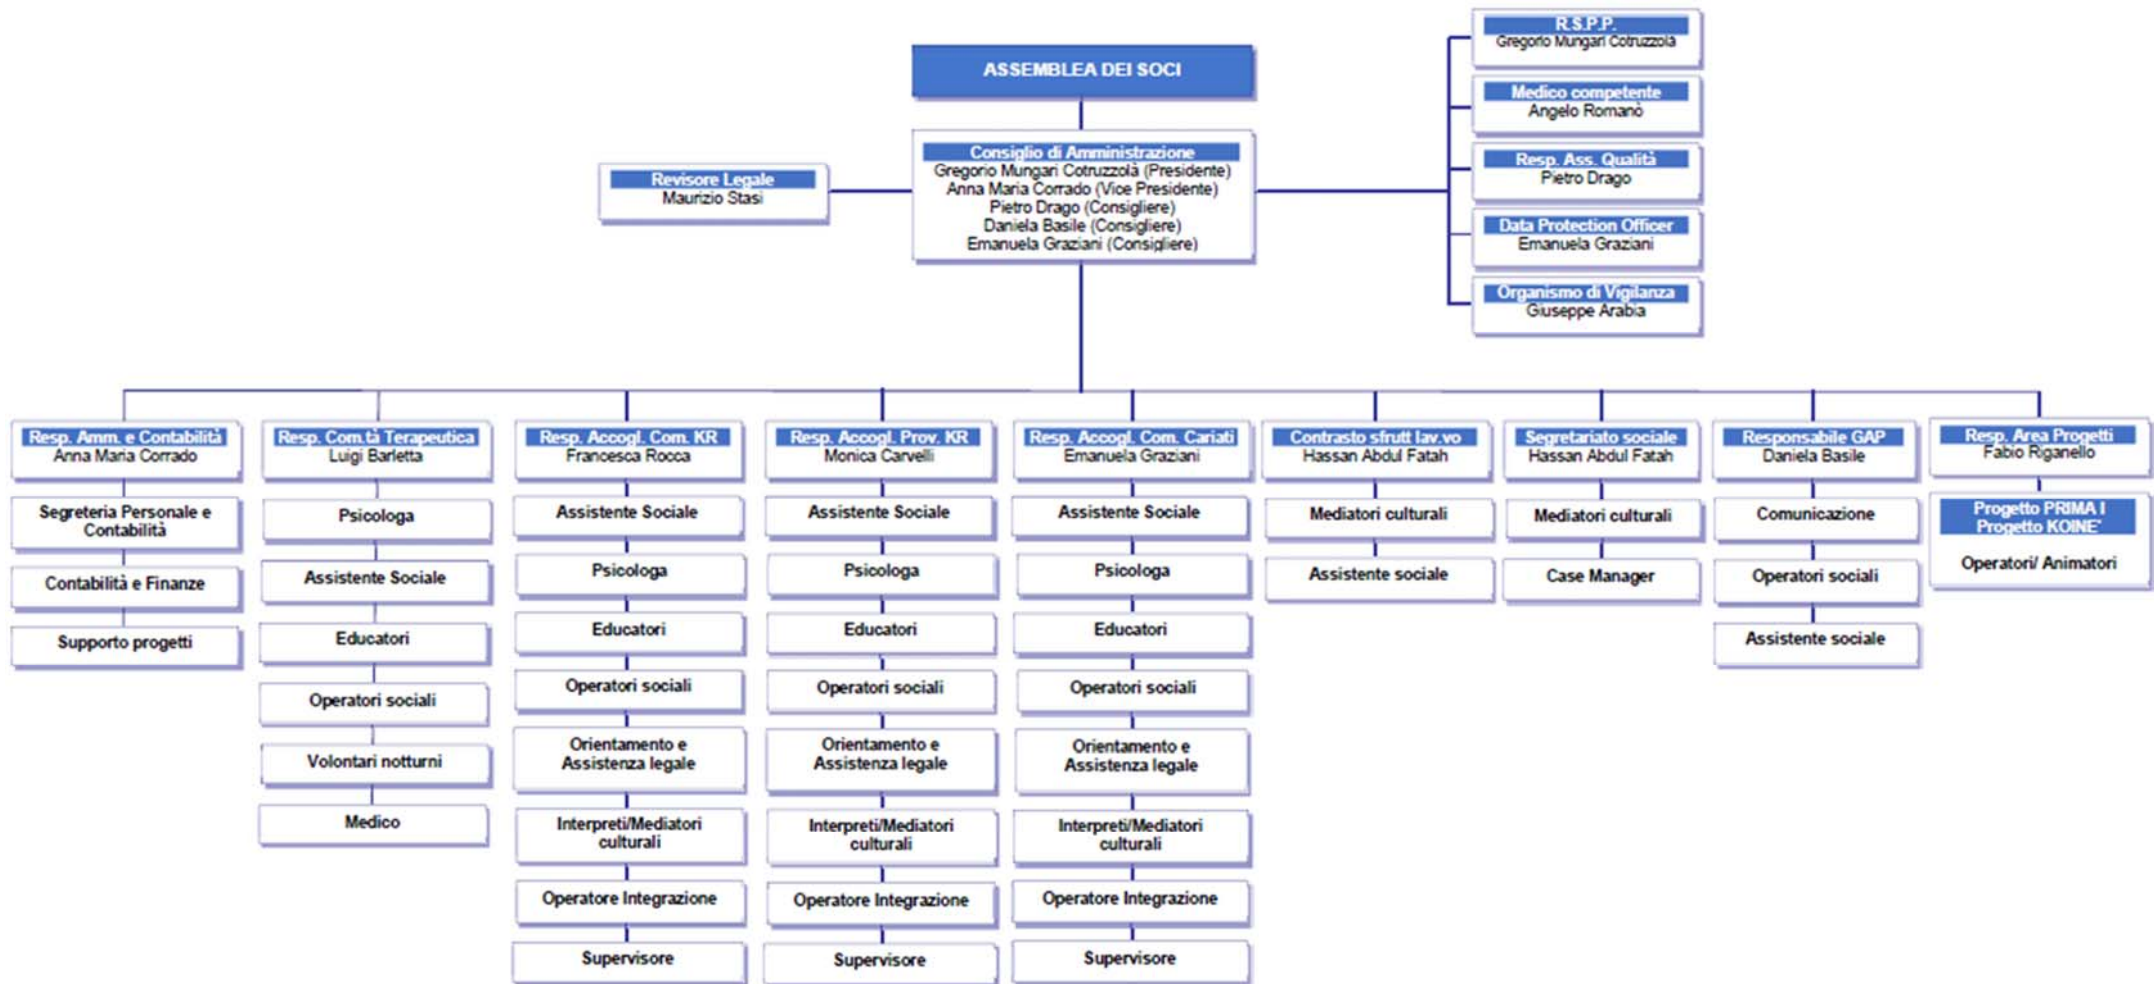 ASSEMBLEA DEI SOCI
Consiglio di Amministrazione
Gregorio Mungari Cotruzzolà (Presidente)
Anna Maria Corrado (Vice Presidente)
Pietro Drago (Consigliere)
Daniela Basile (Consigliere)
Emanuela Graziani (Consigliere)
Revisore Legale
Maurizio Stasi
R.S.P.P.
Gregorio Mungari Cotruzzolà
Medico competente
Angelo Romanò
Resp. Ass. Qualità
Pietro Drago
Data Protection Officer
Emanuela Graziani
Organismo di Vigilanza
Giuseppe Arabia
Resp. Amm. e Contabilità
Anna Maria Corrado
Segreteria Personale e
Contabilità
Contabilità e Finanze
Supporto progetti
Resp. Com.tà Terapeutica
Luigi Barletta
Psicologa
Assistente Sociale
Educatori
Operatori sociali
Volontari notturni
Medico
Resp. Accogl. Com. KR
Francesca Rocca
Assistente Sociale
Psicologa
Educatori
Operatori sociali
Orientamento e
Assistenza legale
Interpreti/Mediatori
culturali
Operatore Integrazione
Supervisore
Resp. Accogl. Prov. KR
Monica Carvelli
Assistente Sociale
Psicologa
Educatori
Operatori sociali
Orientamento e
Assistenza legale
Interpreti/Mediatori
culturali
Operatore Integrazione
Supervisore
Resp. Accogl. Com. Cariati
Emanuela Graziani
Assistente Sociale
Psicologa
Educatori
Operatori sociali
Orientamento e
Assistenza legale
Interpreti/Mediatori
culturali
Operatore Integrazione
Supervisore
Contrasto sfrutt lav.vo
Hassan Abdul Fatah
Mediatori culturali
Assistente sociale
Segretariato sociale
Hassan Abdul Fatah
Mediatori culturali
Case Manager
Responsabile GAP
Daniela Basile
Comunicazione
Operatori sociali
Assistente sociale
Resp. Area Progetti
Fabio Riganello
Progetto PRIMA I
Progetto KOINE'
Operatori/ Animatori